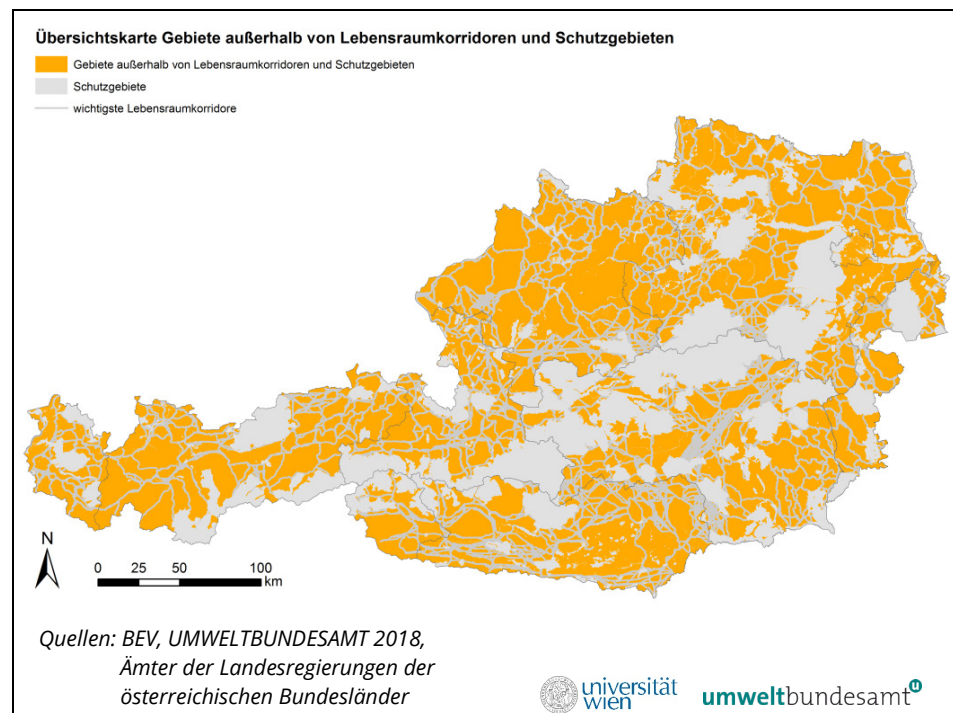 Übersichtskarte Gebiete außerhalb von Lebensraumkorridoren und Schutzgebieten
Gebiete außerhalb von Lebensraumkorridoren und Schutzgebieten
Schutzgebiete
wichtigste Lebensraumkorridore
N
0 25 50 100
km
Quellen: BEV, UMWELTBUNDESAMT 2018,
Ämter der Landesregierungen der
österreichischen Bundesländer
universität
wien
umweltbundesamt
u